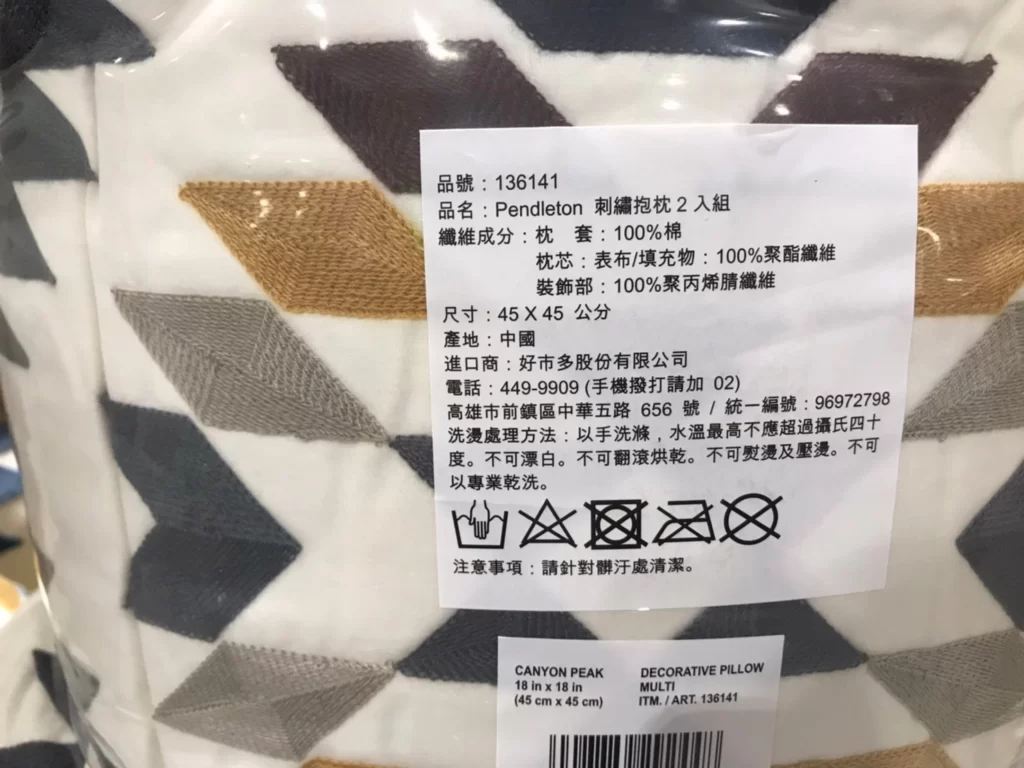 品號：136141
品名：Pendleton 刺繡抱枕 2 入組
纖維成分：枕　套：100%棉
枕芯：表布/填充物：100%聚酯纖維
裝飾部：100%聚丙烯腈纖維
尺寸：45 X 45 公分
產地：中國
進口商：好市多股份有限公司
電話：449-9909 (手機撥打請加 02)
高雄市前鎮區中華五路 656 號 / 統一編號：96972798
洗燙處理方法：以手洗滌，水溫最高不應超過攝氏四十
度。不可漂白。不可翻滾烘乾。不可熨燙及壓燙。不可
以專業乾洗。
注意事項：請針對髒汙處清潔。
CANYON PEAK
18 in x 18 in
(45 cm x 45 cm)
DECORATIVE PILLOW
MULTI
ITM. / ART. 136141